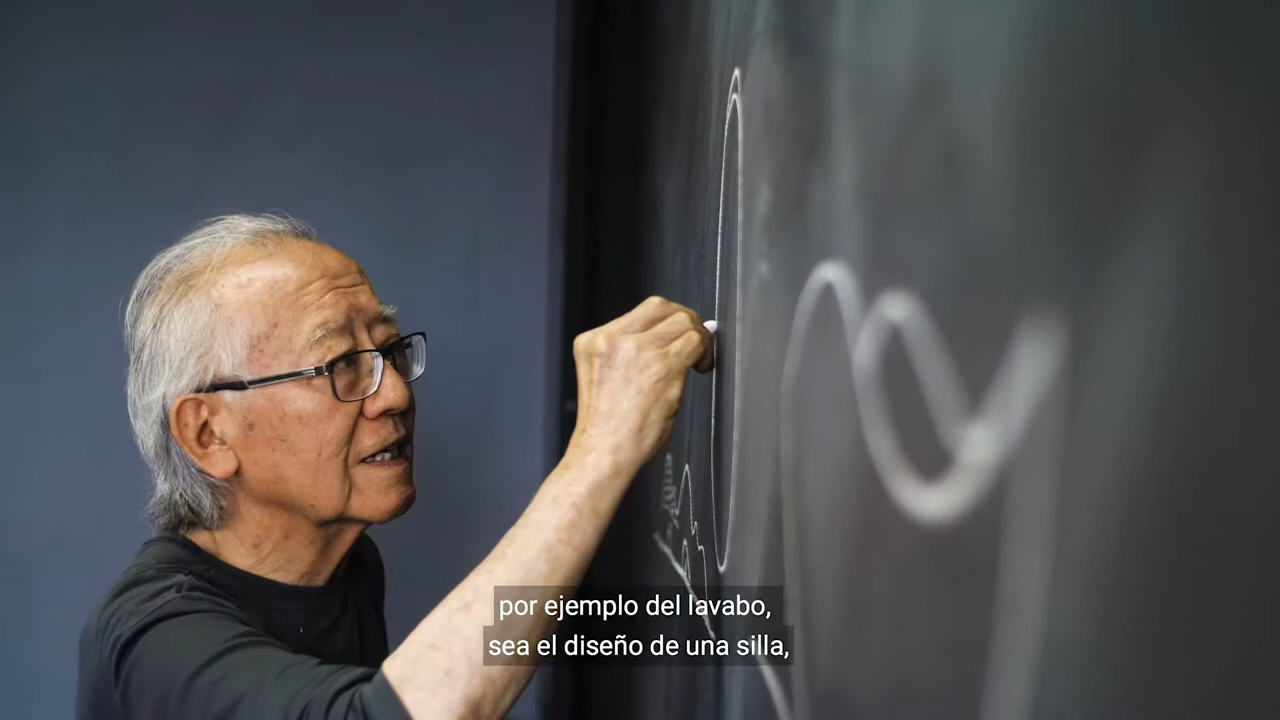 por ejemplo del lavabo,
sea el diseño de una silla,